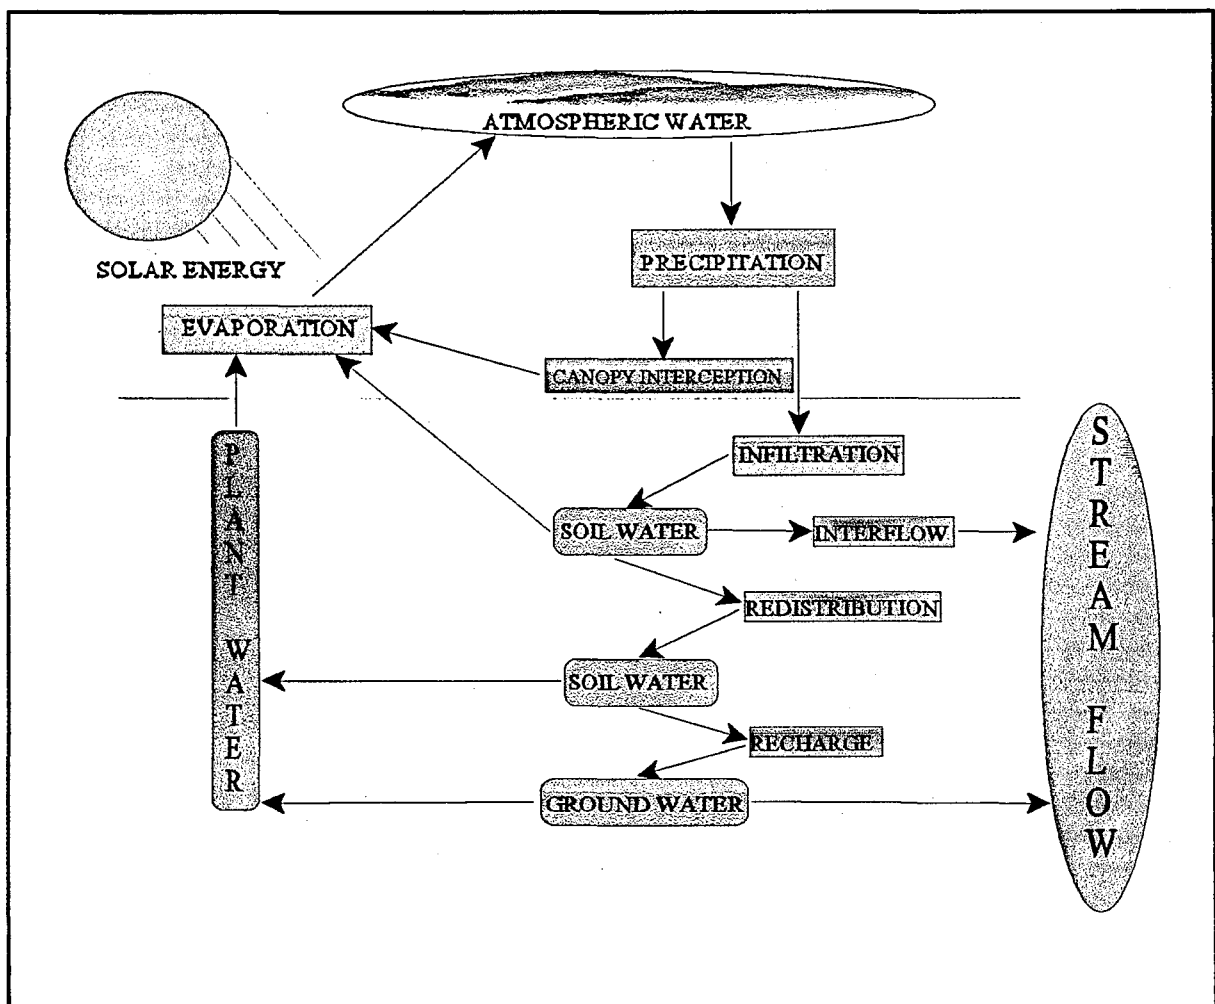 ATMOSPHERIC WATER
SOLAR ENERGY
PRECIPITATION
EVAPORATION
CANOPY INTERCEPTION
INFILTRATION
SOIL WATER
INTERFLOW
REDISTRIBUTION
SOIL WATER
RECHARGE
GROUND WATER
PLANT WATER
STREAM FLOW